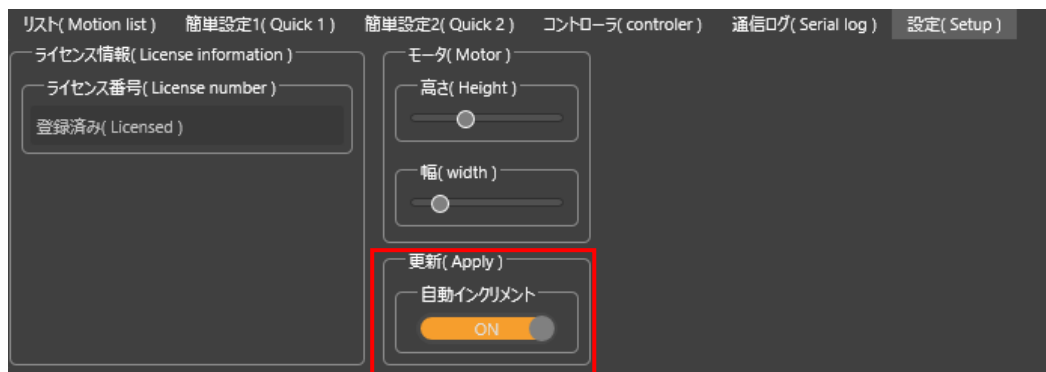 リスト( Motion list ) 簡単設定1( Quick 1 ) 簡単設定2( Quick 2 ) コントローラ( controler ) 通信ログ( Serial log ) 設定( Setup )
ライセンス情報( License information )
ライセンス番号( License number )
登録済み( Licensed )
モータ( Motor )
高さ( Height )
幅( width )
更新( Apply )
自動インクリメント
ON